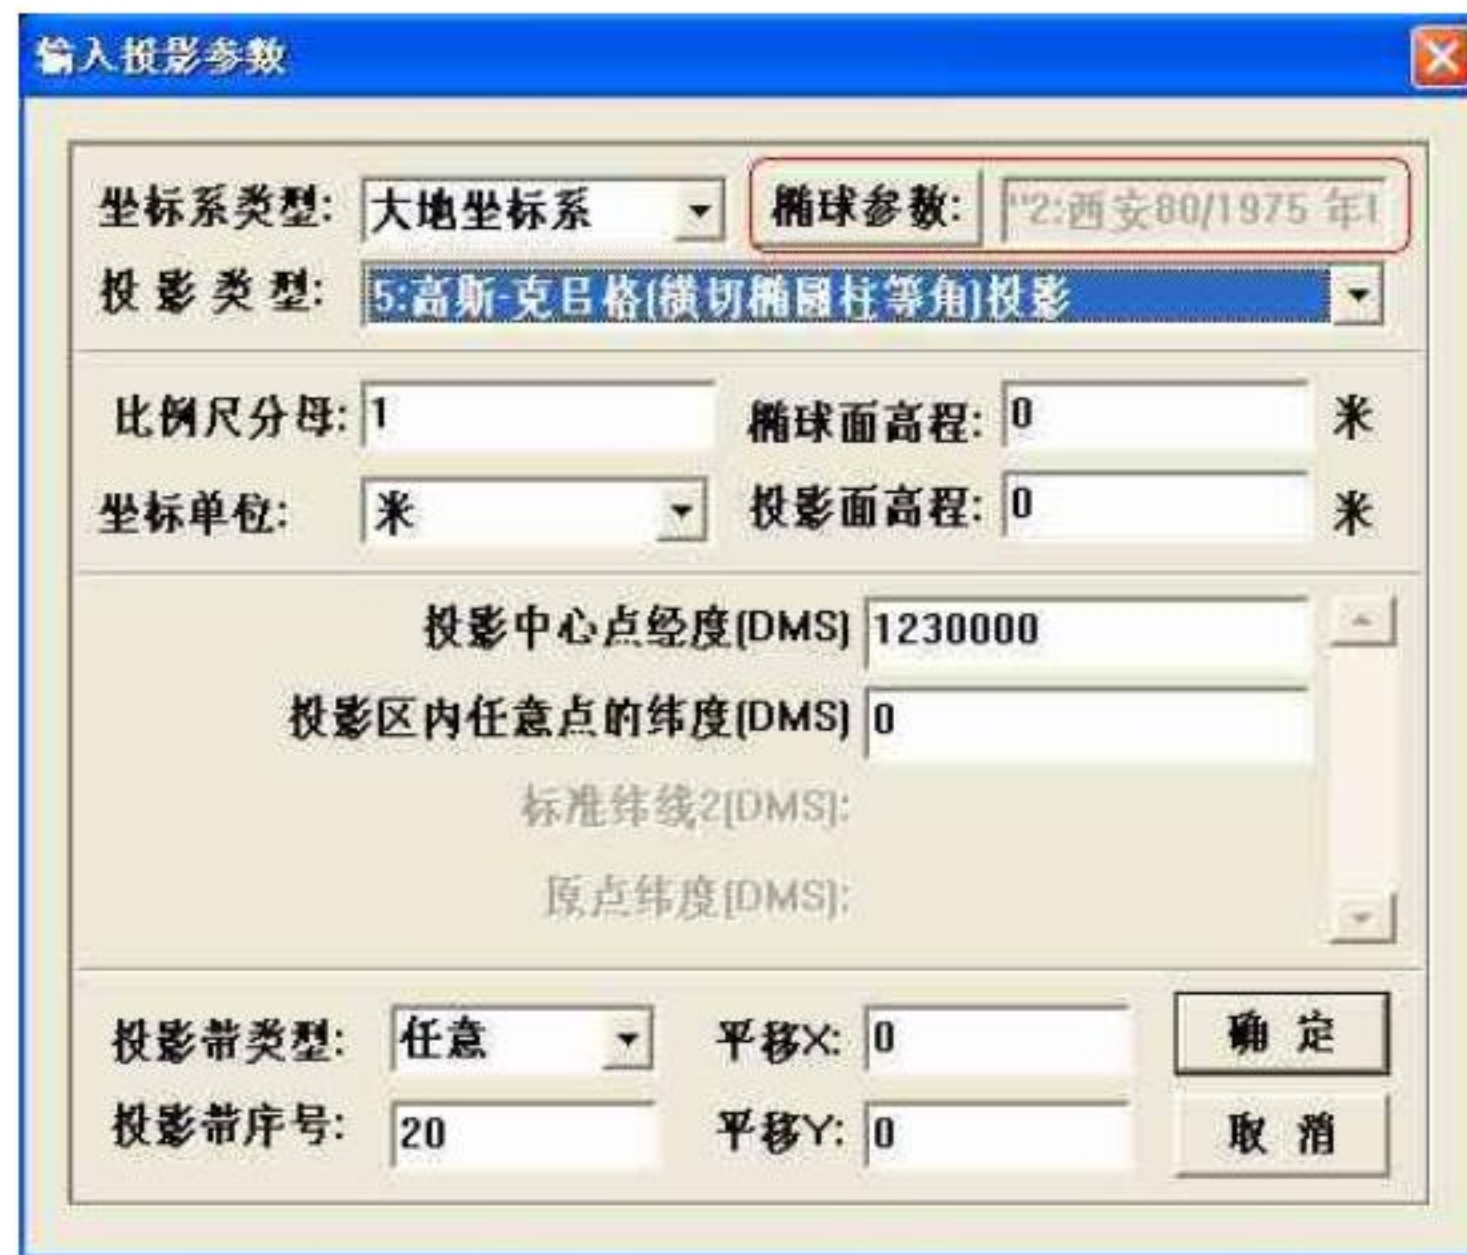 输入投影参数
坐标系类型: 大地坐标系 椭球参数: "2:西安80/1975 年I
投影类型: 5:高斯-克吕格(横切椭圆柱等角)投影
比例尺分母: 1 椭球面高程: 0 米
坐标单位: 米 投影面高程: 0 米
投影中心点经度(DMS) 1230000
投影区内任意点的纬度(DMS) 0
标准纬线2(DMS):
原点纬度(DMS):
投影带类型: 任意 平移X: 0 确定
投影带序号: 20 平移Y: 0 取消